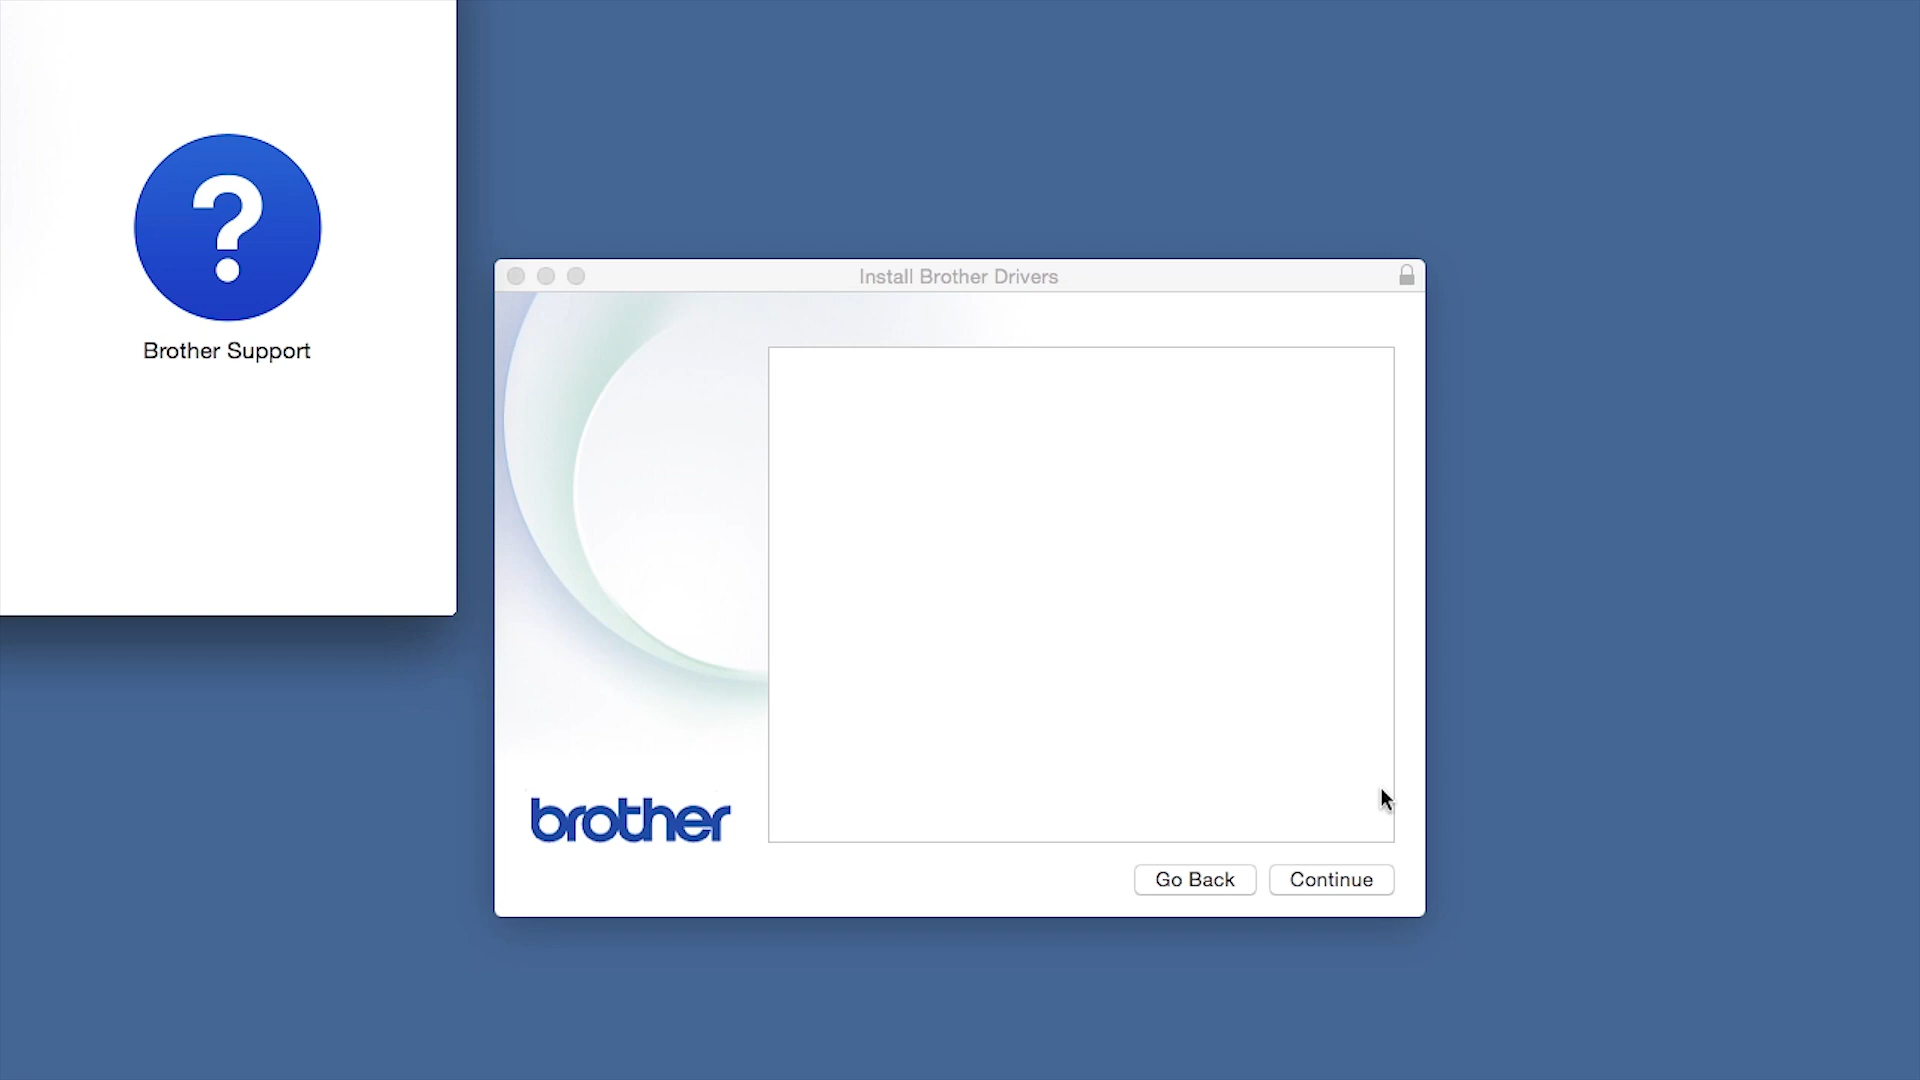 ?
Brother Support
Install Brother Drivers
brother
Go Back
Continue